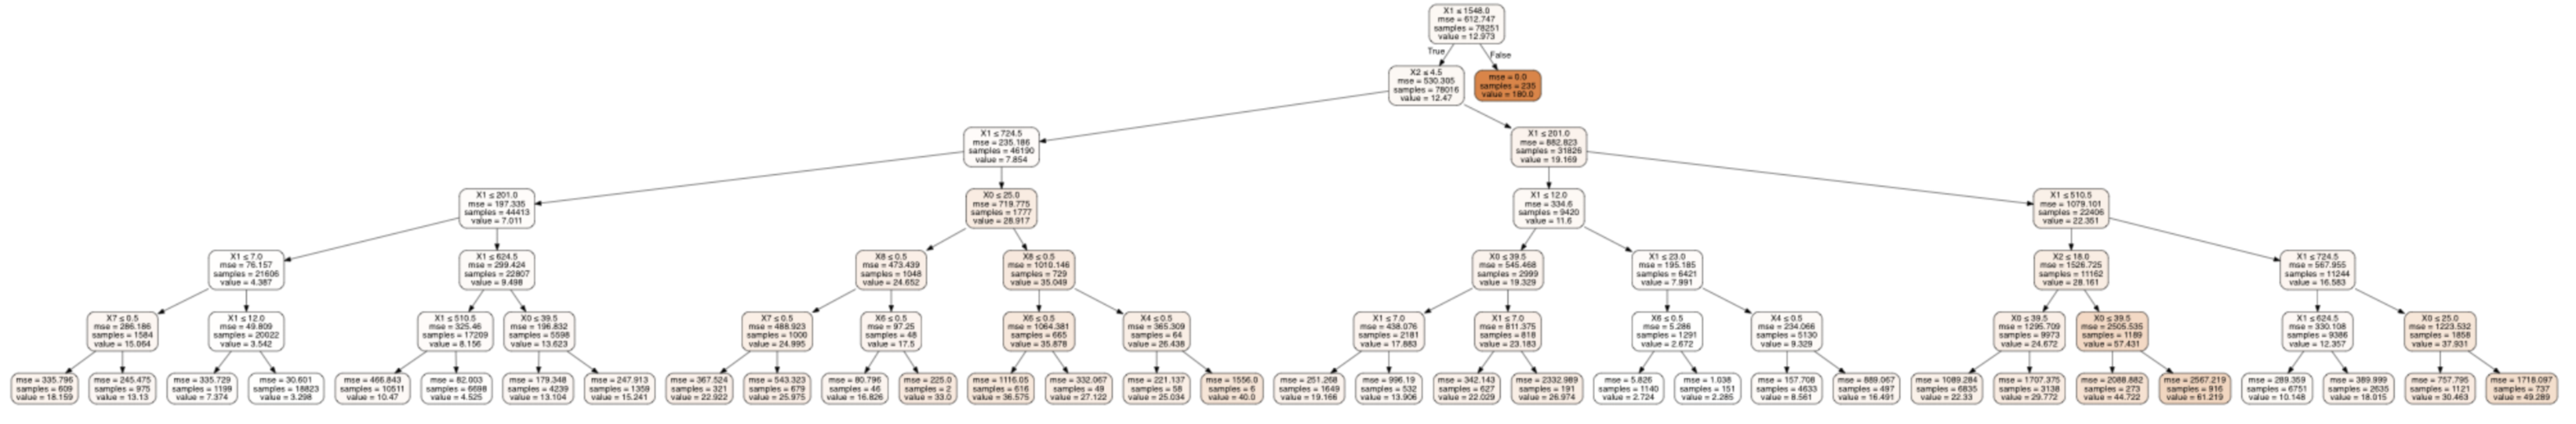 X1 ≤ 1548.0
mse = 612.747
samples = 78251
value = 12.973
True
False
X2 ≤ 4.5
mse = 530.305
samples = 78016
value = 12.47
mse = 0.0
samples = 235
value = 180.0
X1 ≤ 724.5
mse = 235.186
samples = 46190
value = 7.854
X1 ≤ 201.0
mse = 882.823
samples = 31826
value = 19.169
X1 ≤ 201.0
mse = 197.335
samples = 44413
value = 7.011
X0 ≤ 25.0
mse = 719.775
samples = 1777
value = 28.917
X1 ≤ 12.0
mse = 334.6
samples = 9420
value = 11.6
X1 ≤ 510.5
mse = 1079.101
samples = 22406
value = 22.351
X1 ≤ 7.0
mse = 76.157
samples = 21606
value = 4.387
X1 ≤ 624.5
mse = 299.424
samples = 22807
value = 9.498
X8 ≤ 0.5
mse = 473.439
samples = 1048
value = 24.652
X8 ≤ 0.5
mse = 1010.146
samples = 729
value = 35.049
X0 ≤ 39.5
mse = 545.468
samples = 2999
value = 19.329
X1 ≤ 23.0
mse = 195.185
samples = 6421
value = 7.991
X2 ≤ 18.0
mse = 1526.725
samples = 11162
value = 28.161
X1 ≤ 724.5
mse = 567.955
samples = 11244
value = 16.583
X7 ≤ 0.5
mse = 286.186
samples = 1584
value = 15.064
X1 ≤ 12.0
mse = 49.809
samples = 20022
value = 3.542
X1 ≤ 510.5
mse = 325.46
samples = 17209
value = 8.156
X0 ≤ 39.5
mse = 196.832
samples = 5598
value = 13.623
X7 ≤ 0.5
mse = 488.923
samples = 1000
value = 24.995
X6 ≤ 0.5
mse = 97.25
samples = 48
value = 17.5
X6 ≤ 0.5
mse = 1064.381
samples = 665
value = 35.878
X4 ≤ 0.5
mse = 365.309
samples = 64
value = 26.438
X1 ≤ 7.0
mse = 438.076
samples = 2181
value = 17.883
X1 ≤ 7.0
mse = 811.375
samples = 818
value = 23.183
X6 ≤ 0.5
mse = 5.286
samples = 1291
value = 2.672
X4 ≤ 0.5
mse = 234.066
samples = 5130
value = 9.329
X0 ≤ 39.5
mse = 1295.709
samples = 9973
value = 24.672
X0 ≤ 39.5
mse = 2505.535
samples = 1189
value = 57.431
X1 ≤ 624.5
mse = 330.108
samples = 9386
value = 12.357
X0 ≤ 25.0
mse = 1223.532
samples = 1858
value = 37.931
mse = 335.796
samples = 609
value = 18.159
mse = 245.475
samples = 975
value = 13.13
mse = 335.729
samples = 1199
value = 7.374
mse = 30.601
samples = 18823
value = 3.298
mse = 466.843
samples = 10511
value = 10.47
mse = 82.003
samples = 6698
value = 4.525
mse = 179.348
samples = 4239
value = 13.104
mse = 247.913
samples = 1359
value = 15.241
mse = 367.524
samples = 321
value = 22.922
mse = 543.323
samples = 679
value = 25.975
mse = 80.796
samples = 46
value = 16.826
mse = 225.0
samples = 2
value = 33.0
mse = 1116.05
samples = 616
value = 36.575
mse = 332.067
samples = 49
value = 27.122
mse = 221.137
samples = 58
value = 25.034
mse = 1556.0
samples = 6
value = 40.0
mse = 251.268
samples = 1649
value = 19.166
mse = 996.19
samples = 532
value = 13.906
mse = 342.143
samples = 627
value = 22.029
mse = 2332.989
samples = 191
value = 26.974
mse = 5.826
samples = 1140
value = 2.724
mse = 1.038
samples = 151
value = 2.285
mse = 157.708
samples = 4633
value = 8.561
mse = 889.067
samples = 497
value = 16.491
mse = 1089.284
samples = 6835
value = 22.33
mse = 1707.375
samples = 3138
value = 29.772
mse = 2088.882
samples = 273
value = 44.722
mse = 2567.219
samples = 916
value = 61.219
mse = 289.359
samples = 6751
value = 10.148
mse = 389.999
samples = 2635
value = 18.015
mse = 757.795
samples = 1121
value = 30.463
mse = 1718.097
samples = 737
value = 49.289